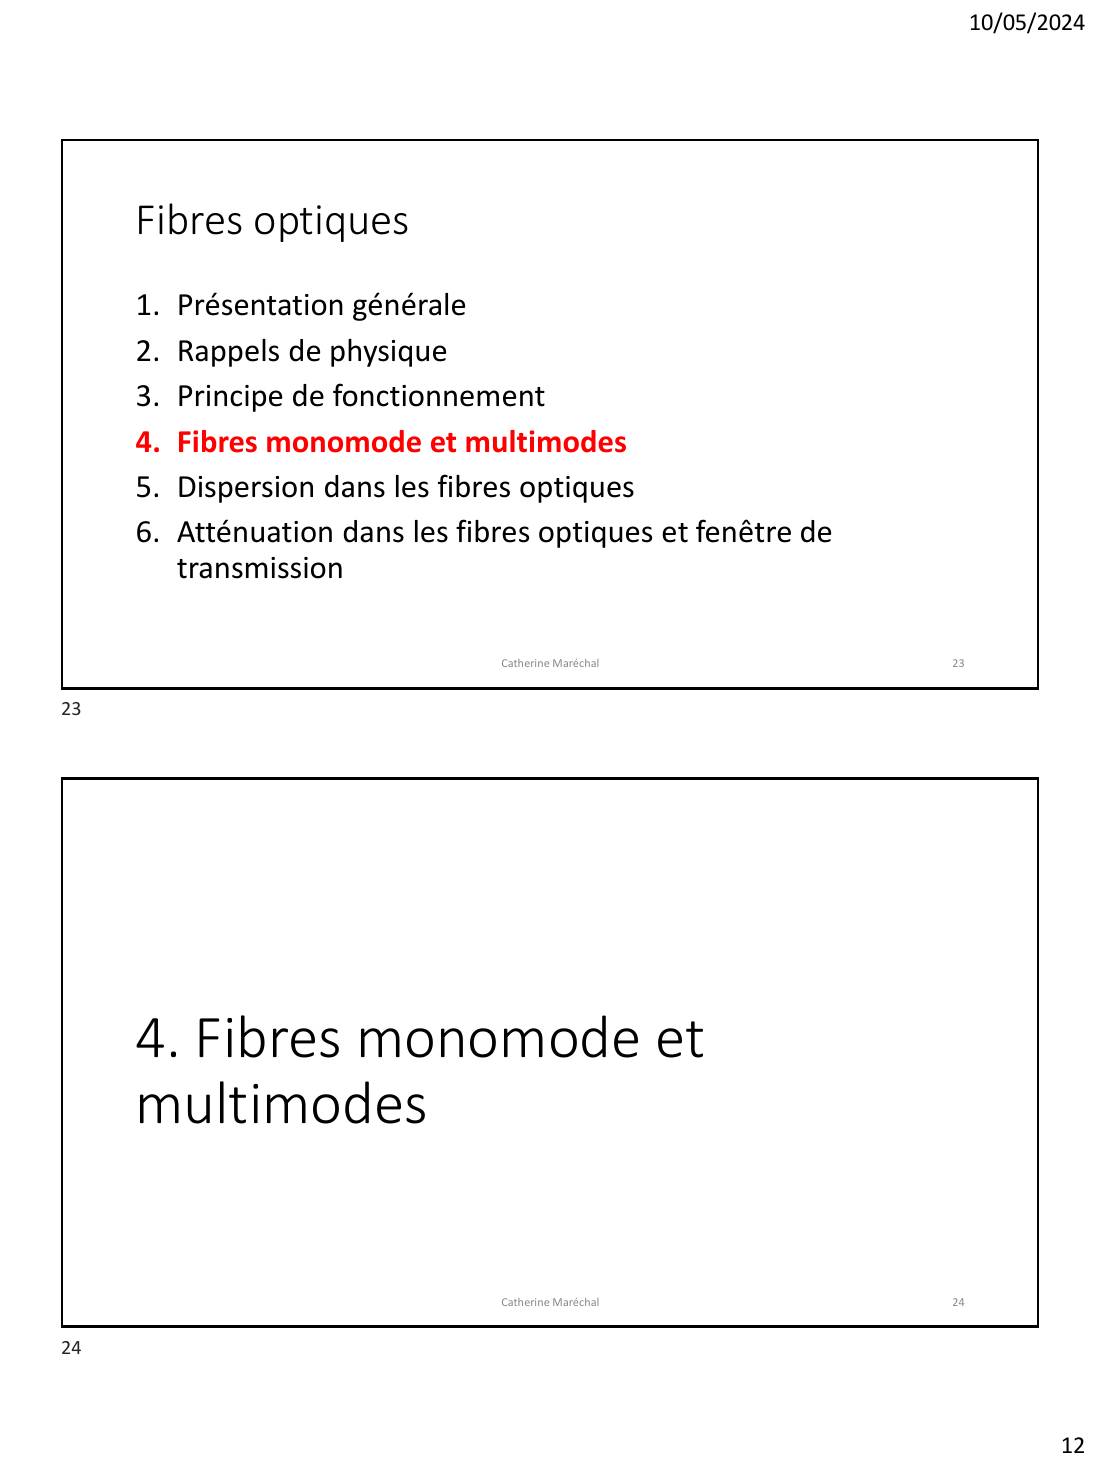 10/05/2024
Fibres optiques
1. Présentation générale
2. Rappels de physique
3. Principe de fonctionnement
4. Fibres monomode et multimodes
5. Dispersion dans les fibres optiques
6. Atténuation dans les fibres optiques et fenêtre de
transmission
Catherine Maréchal
23
23
4. Fibres monomode et
multimodes
Catherine Maréchal
24
24
12